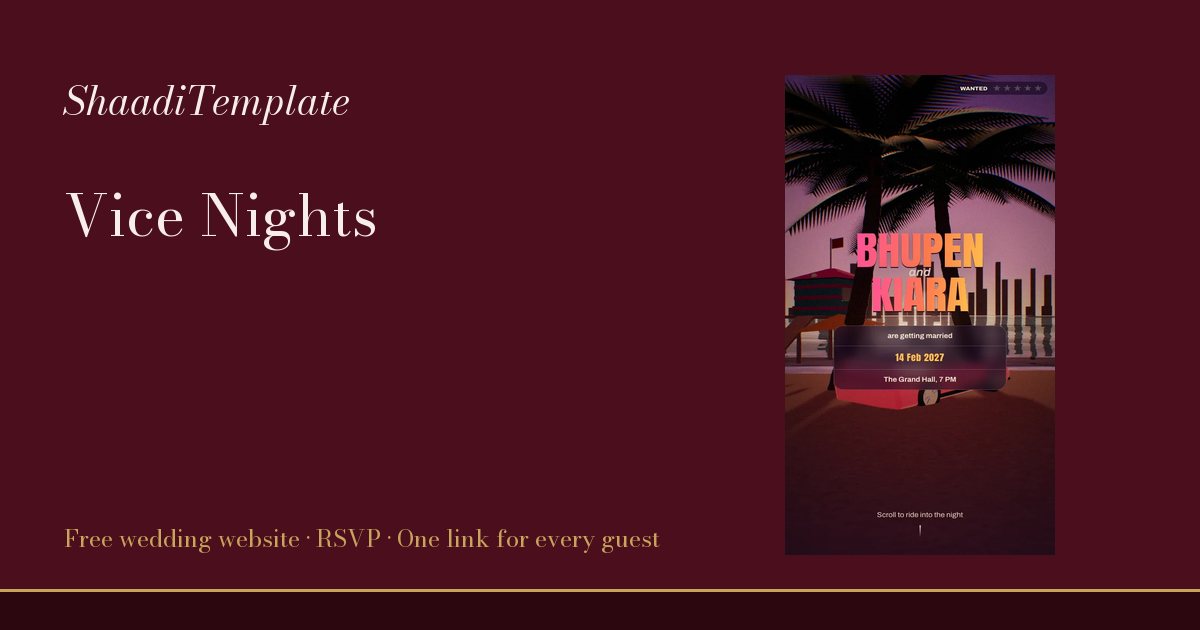 ShaadiTemplate
Vice Nights
Free wedding website · RSVP · One link for every guest
WANTED ★★★★★
BHUPEN
and
KIARA
are getting married
14 Feb 2027
The Grand Hall, 7 PM
Scroll to ride into the night